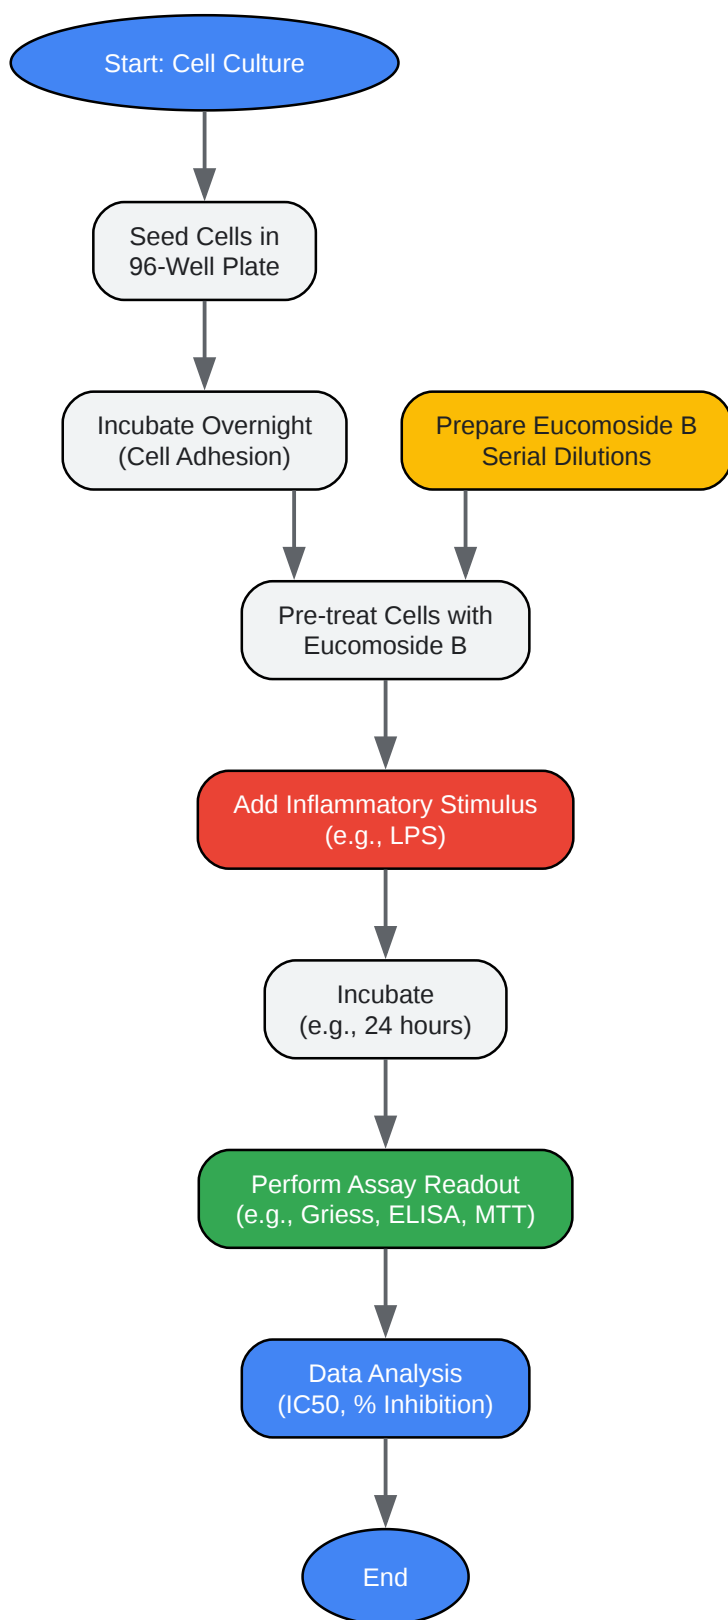 Start: Cell Culture
Seed Cells in
96-Well Plate
Incubate Overnight
(Cell Adhesion)
Prepare Eucomoside B
Serial Dilutions
Pre-treat Cells with
Eucomoside B
Add Inflammatory Stimulus
(e.g., LPS)
Incubate
(e.g., 24 hours)
Perform Assay Readout
(e.g., Griess, ELISA, MTT)
Data Analysis
(IC50, % Inhibition)
End